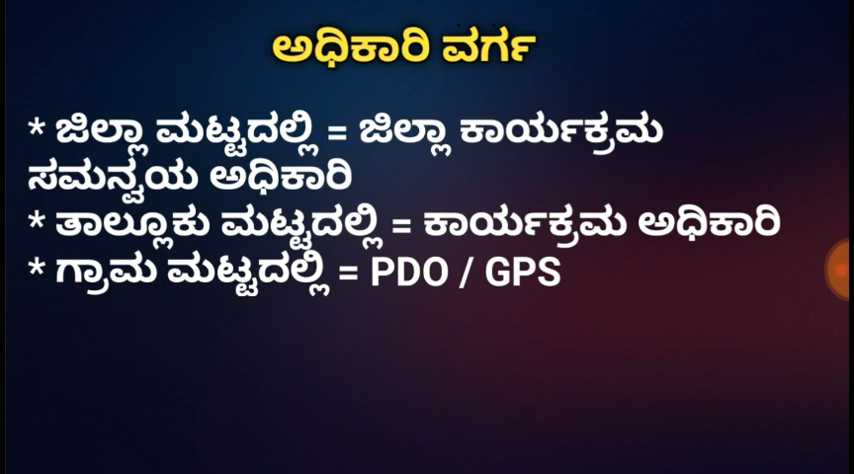 ಅಧಿಕಾರಿ ವರ್ಗ
* ಜಿಲ್ಲಾ ಮಟ್ಟದಲ್ಲಿ = ಜಿಲ್ಲಾ ಕಾರ್ಯಕ್ರಮ
ಸಮನ್ವಯ ಅಧಿಕಾರಿ
* ತಾಲ್ಲೂಕು ಮಟ್ಟದಲ್ಲಿ = ಕಾರ್ಯಕ್ರಮ ಅಧಿಕಾರಿ
* ಗ್ರಾಮ ಮಟ್ಟದಲ್ಲಿ = PDO / GPS